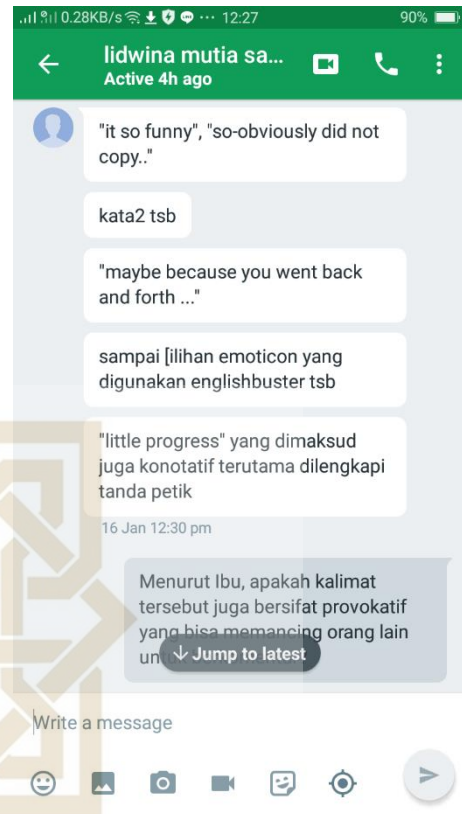 0.28KB/s ... 12:27 90%
lidwina mutia sa...
Active 4h ago
"it so funny", "so-obviously did not
copy.."
kata2 tsb
"maybe because you went back
and forth ..."
sampai [ilihan emoticon yang
digunakan englishbuster tsb
"little progress" yang dimaksud
juga konotatif terutama dilengkapi
tanda petik
16 Jan 12:30 pm
Menurut Ibu, apakah kalimat
tersebut juga bersifat provokatif
yang bisa memancing orang lain
Jump to latest
Write a message